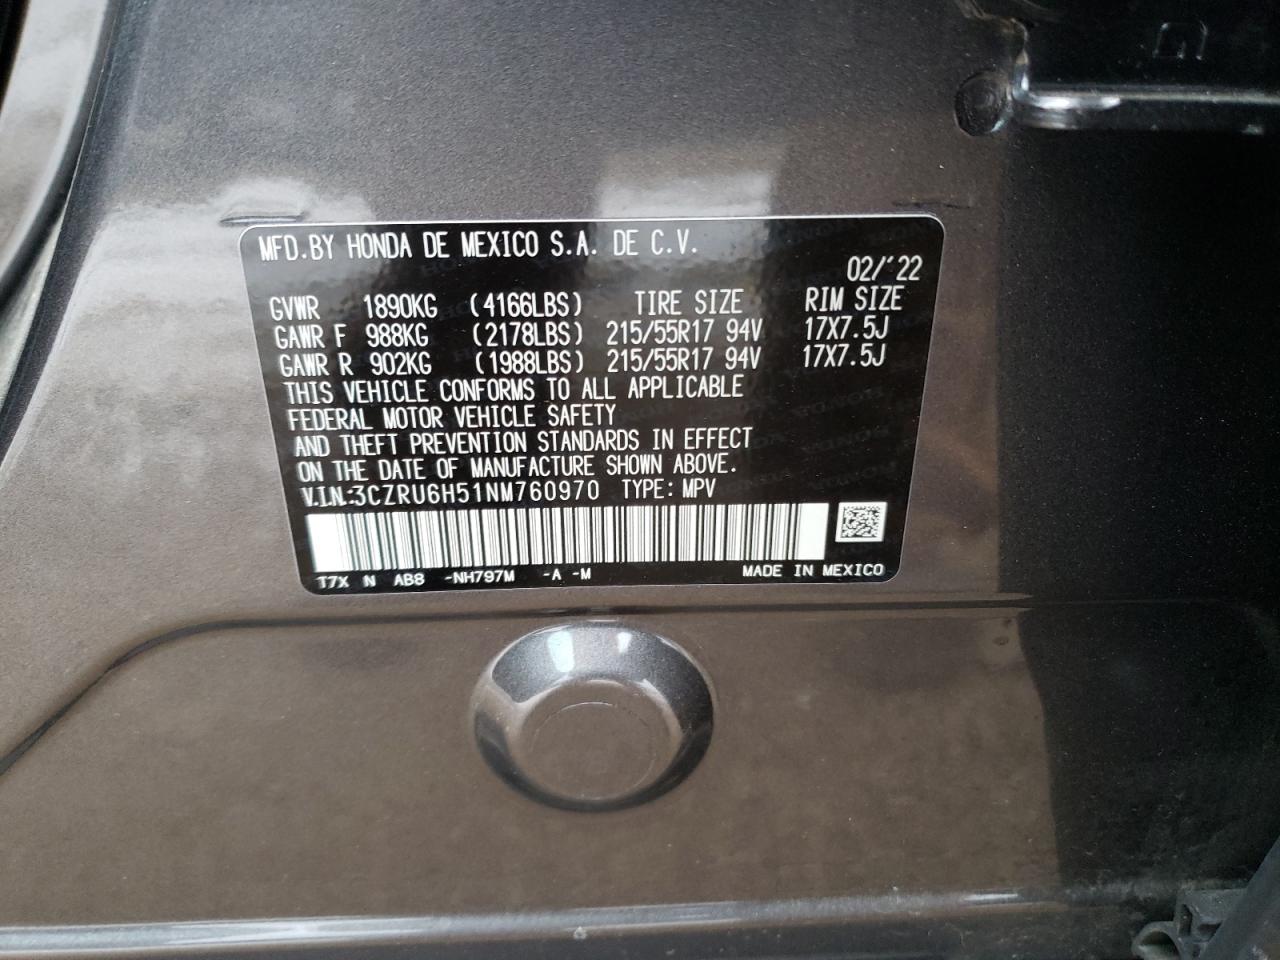 MFD.BY HONDA DE MEXICO S.A. DE C.V.
02/'22
GVWR 1890KG (4166LBS) TIRE SIZE RIM SIZE
GAWR F 988KG (2178LBS) 215/55R17 94V 17X7.5J
GAWR R 902KG (1988LBS) 215/55R17 94V 17X7.5J
THIS VEHICLE CONFORMS TO ALL APPLICABLE
FEDERAL MOTOR VEHICLE SAFETY
AND THEFT PREVENTION STANDARDS IN EFFECT
ON THE DATE OF MANUFACTURE SHOWN ABOVE.
V.I.N.:3CZRU6H51NM760970 TYPE: MPV
T7X N AB8 -NH797M -A -M MADE IN MEXICO